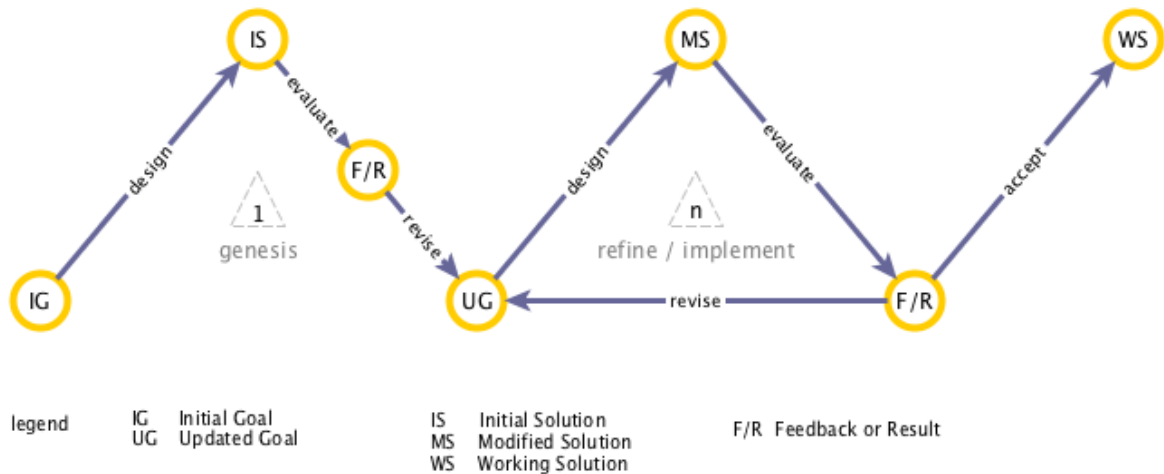 IS
MS
WS
evaluate
evaluate
design
F/R
design
accept
1
n
genesis
revise
refine / implement
IG
UG
revise
F/R
legend
IG Initial Goal
UG Updated Goal
IS Initial Solution
MS Modified Solution
WS Working Solution
F/R Feedback or Result